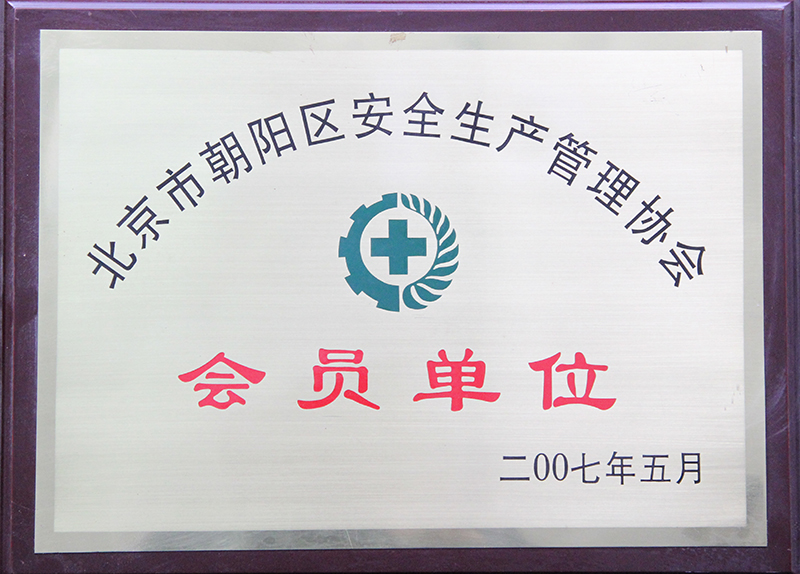 北京市朝阳区安全生产管理协会
会员单位
二00七年五月